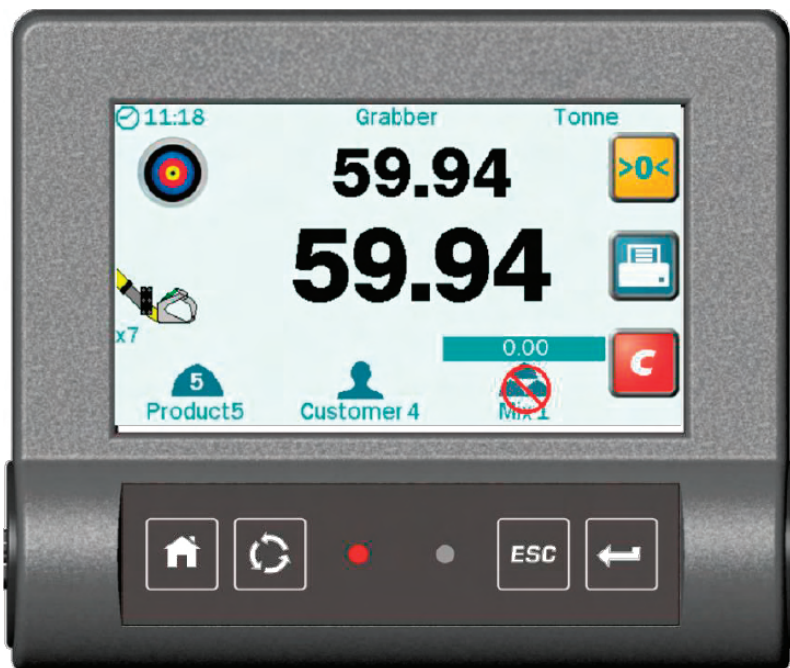 11:18 Grabber Tonne
59.94
>0<
59.94
x7
0.00
C
5
Product5 Customer 4 Mix 1
ESC